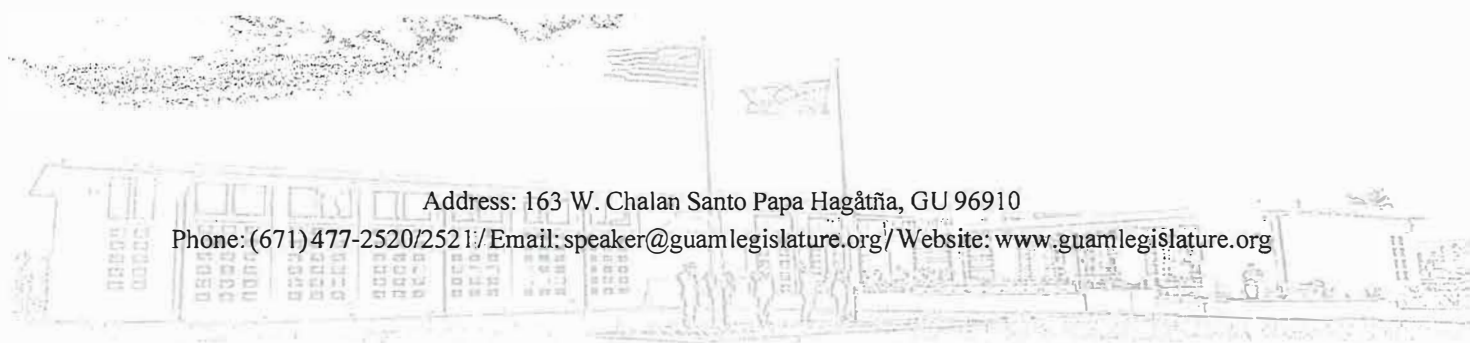 Address: 163 W. Chalan Santo Papa Hagåtña, GU 96910
Phone: (671) 477-2520/2521 / Email: speaker@guamlegislature.org / Website: www.guamlegislature.org